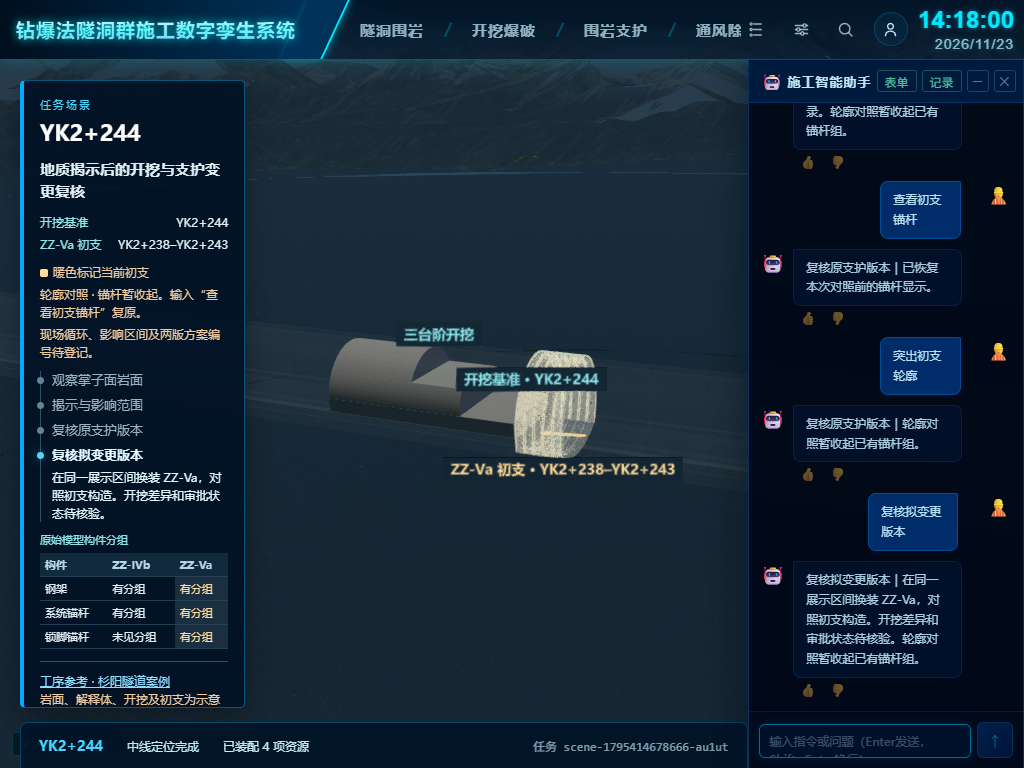 钻爆法隧洞群施工数字孪生系统
隧洞围岩 / 开挖爆破 / 围岩支护 / 通风除
14:18:00
2026/11/23
任务场景
YK2+244
地质揭示后的开挖与支护变
更复核
开挖基准 YK2+244
ZZ-Va 初支 YK2+238—YK2+243
暖色标记当前初支
轮廓对照 · 锚杆暂收起。输入“查
看初支锚杆”复原。
现场循环、影响区间及两版方案编
号待登记。
观察掌子面岩面
揭示与影响范围
复核原支护版本
复核拟变更版本
在同一展示区间换装 ZZ-Va，对
照初支构造。开挖差异和审批状
态待核验。
原始模型构件分组
构件 ZZ-IVb ZZ-Va
钢架 有分组 有分组
系统锚杆 有分组 有分组
锁脚锚杆 未见分组 有分组
工序参考 · 杉阳隧道案例
岩面、解释体、开挖及初支为示意
三台阶开挖
开挖基准 • YK2+244
ZZ-Va 初支 • YK2+238—YK2+243
YK2+244 中线定位完成 已装配 4 项资源 任务 scene-1795414678666-au1ut
施工智能助手 表单 记录
录。轮廓对照暂收起已有
锚杆组。
查看初支
锚杆
复核原支护版本 | 已恢复
本次对照前的锚杆显示。
突出初支
轮廓
复核原支护版本 | 轮廓对
照暂收起已有锚杆组。
复核拟变更
版本
复核拟变更版本 | 在同一
展示区间换装 ZZ-Va，对
照初支构造。开挖差异和
审批状态待核验。轮廓对
照暂收起已有锚杆组。
输入指令或问题（Enter发送，